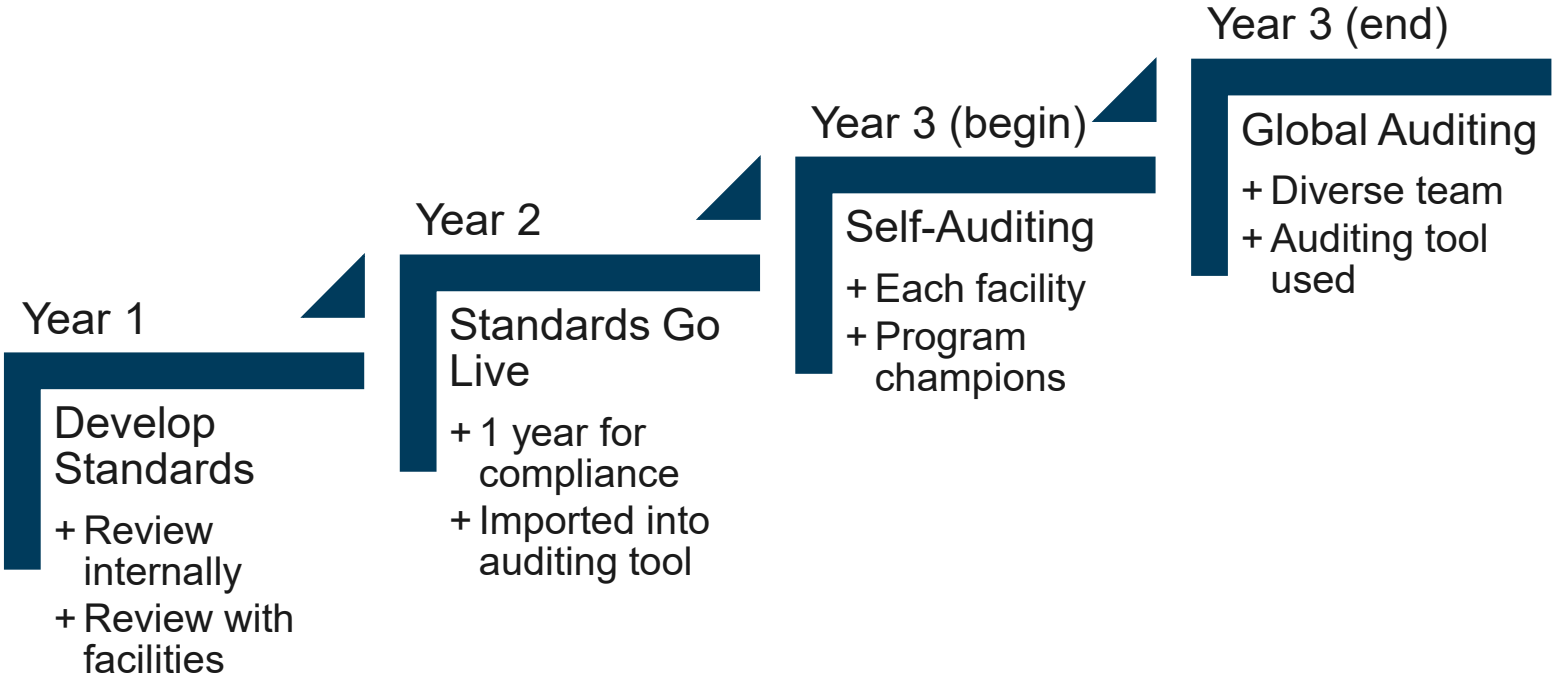 Year 1
Develop
Standards
+ Review
internally
+ Review with
facilities
Year 2
Standards Go
Live
+ 1 year for
compliance
+ Imported into
auditing tool
Year 3 (begin)
Self-Auditing
+ Each facility
+ Program
champions
Year 3 (end)
Global Auditing
+ Diverse team
+ Auditing tool
used